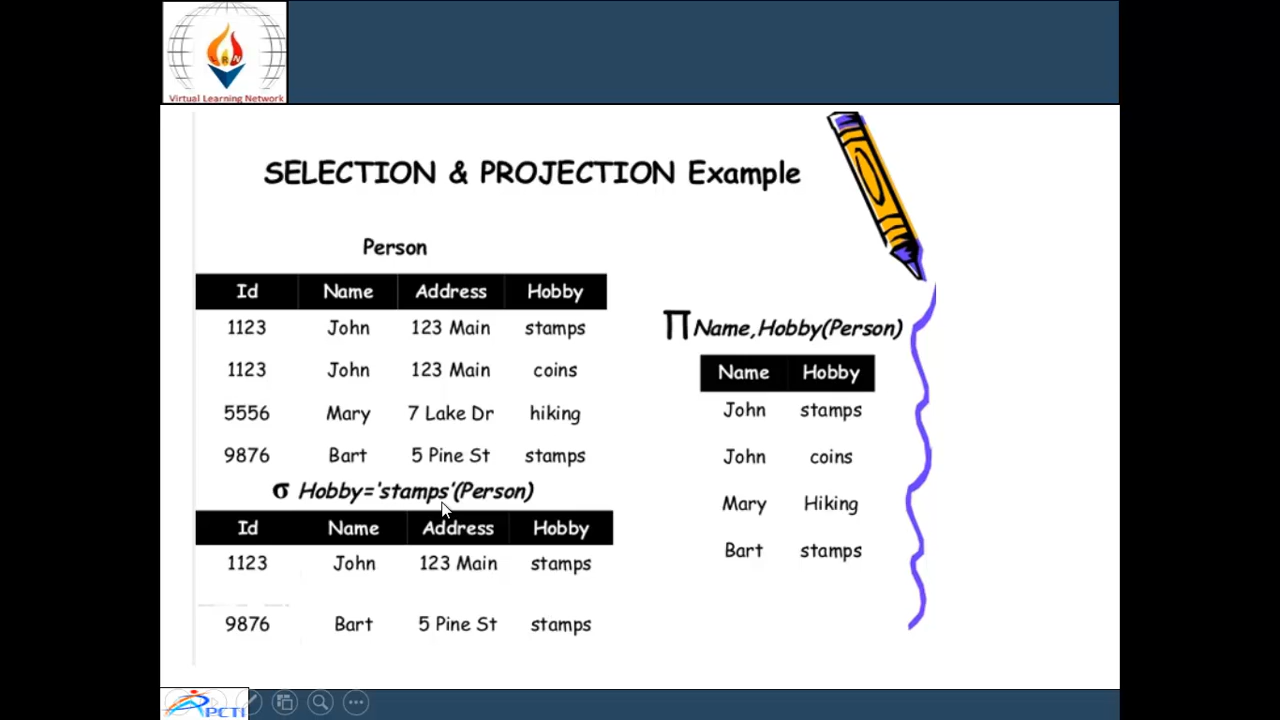 Virtual Learning Network
SELECTION & PROJECTION Example
Person
Id Name Address Hobby
1123 John 123 Main stamps
1123 John 123 Main coins
5556 Mary 7 Lake Dr hiking
9876 Bart 5 Pine St stamps
σ Hobby='stamps'(Person)
Id Name Address Hobby
1123 John 123 Main stamps
9876 Bart 5 Pine St stamps
∏Name,Hobby(Person)
Name Hobby
John stamps
John coins
Mary Hiking
Bart stamps
PCTI